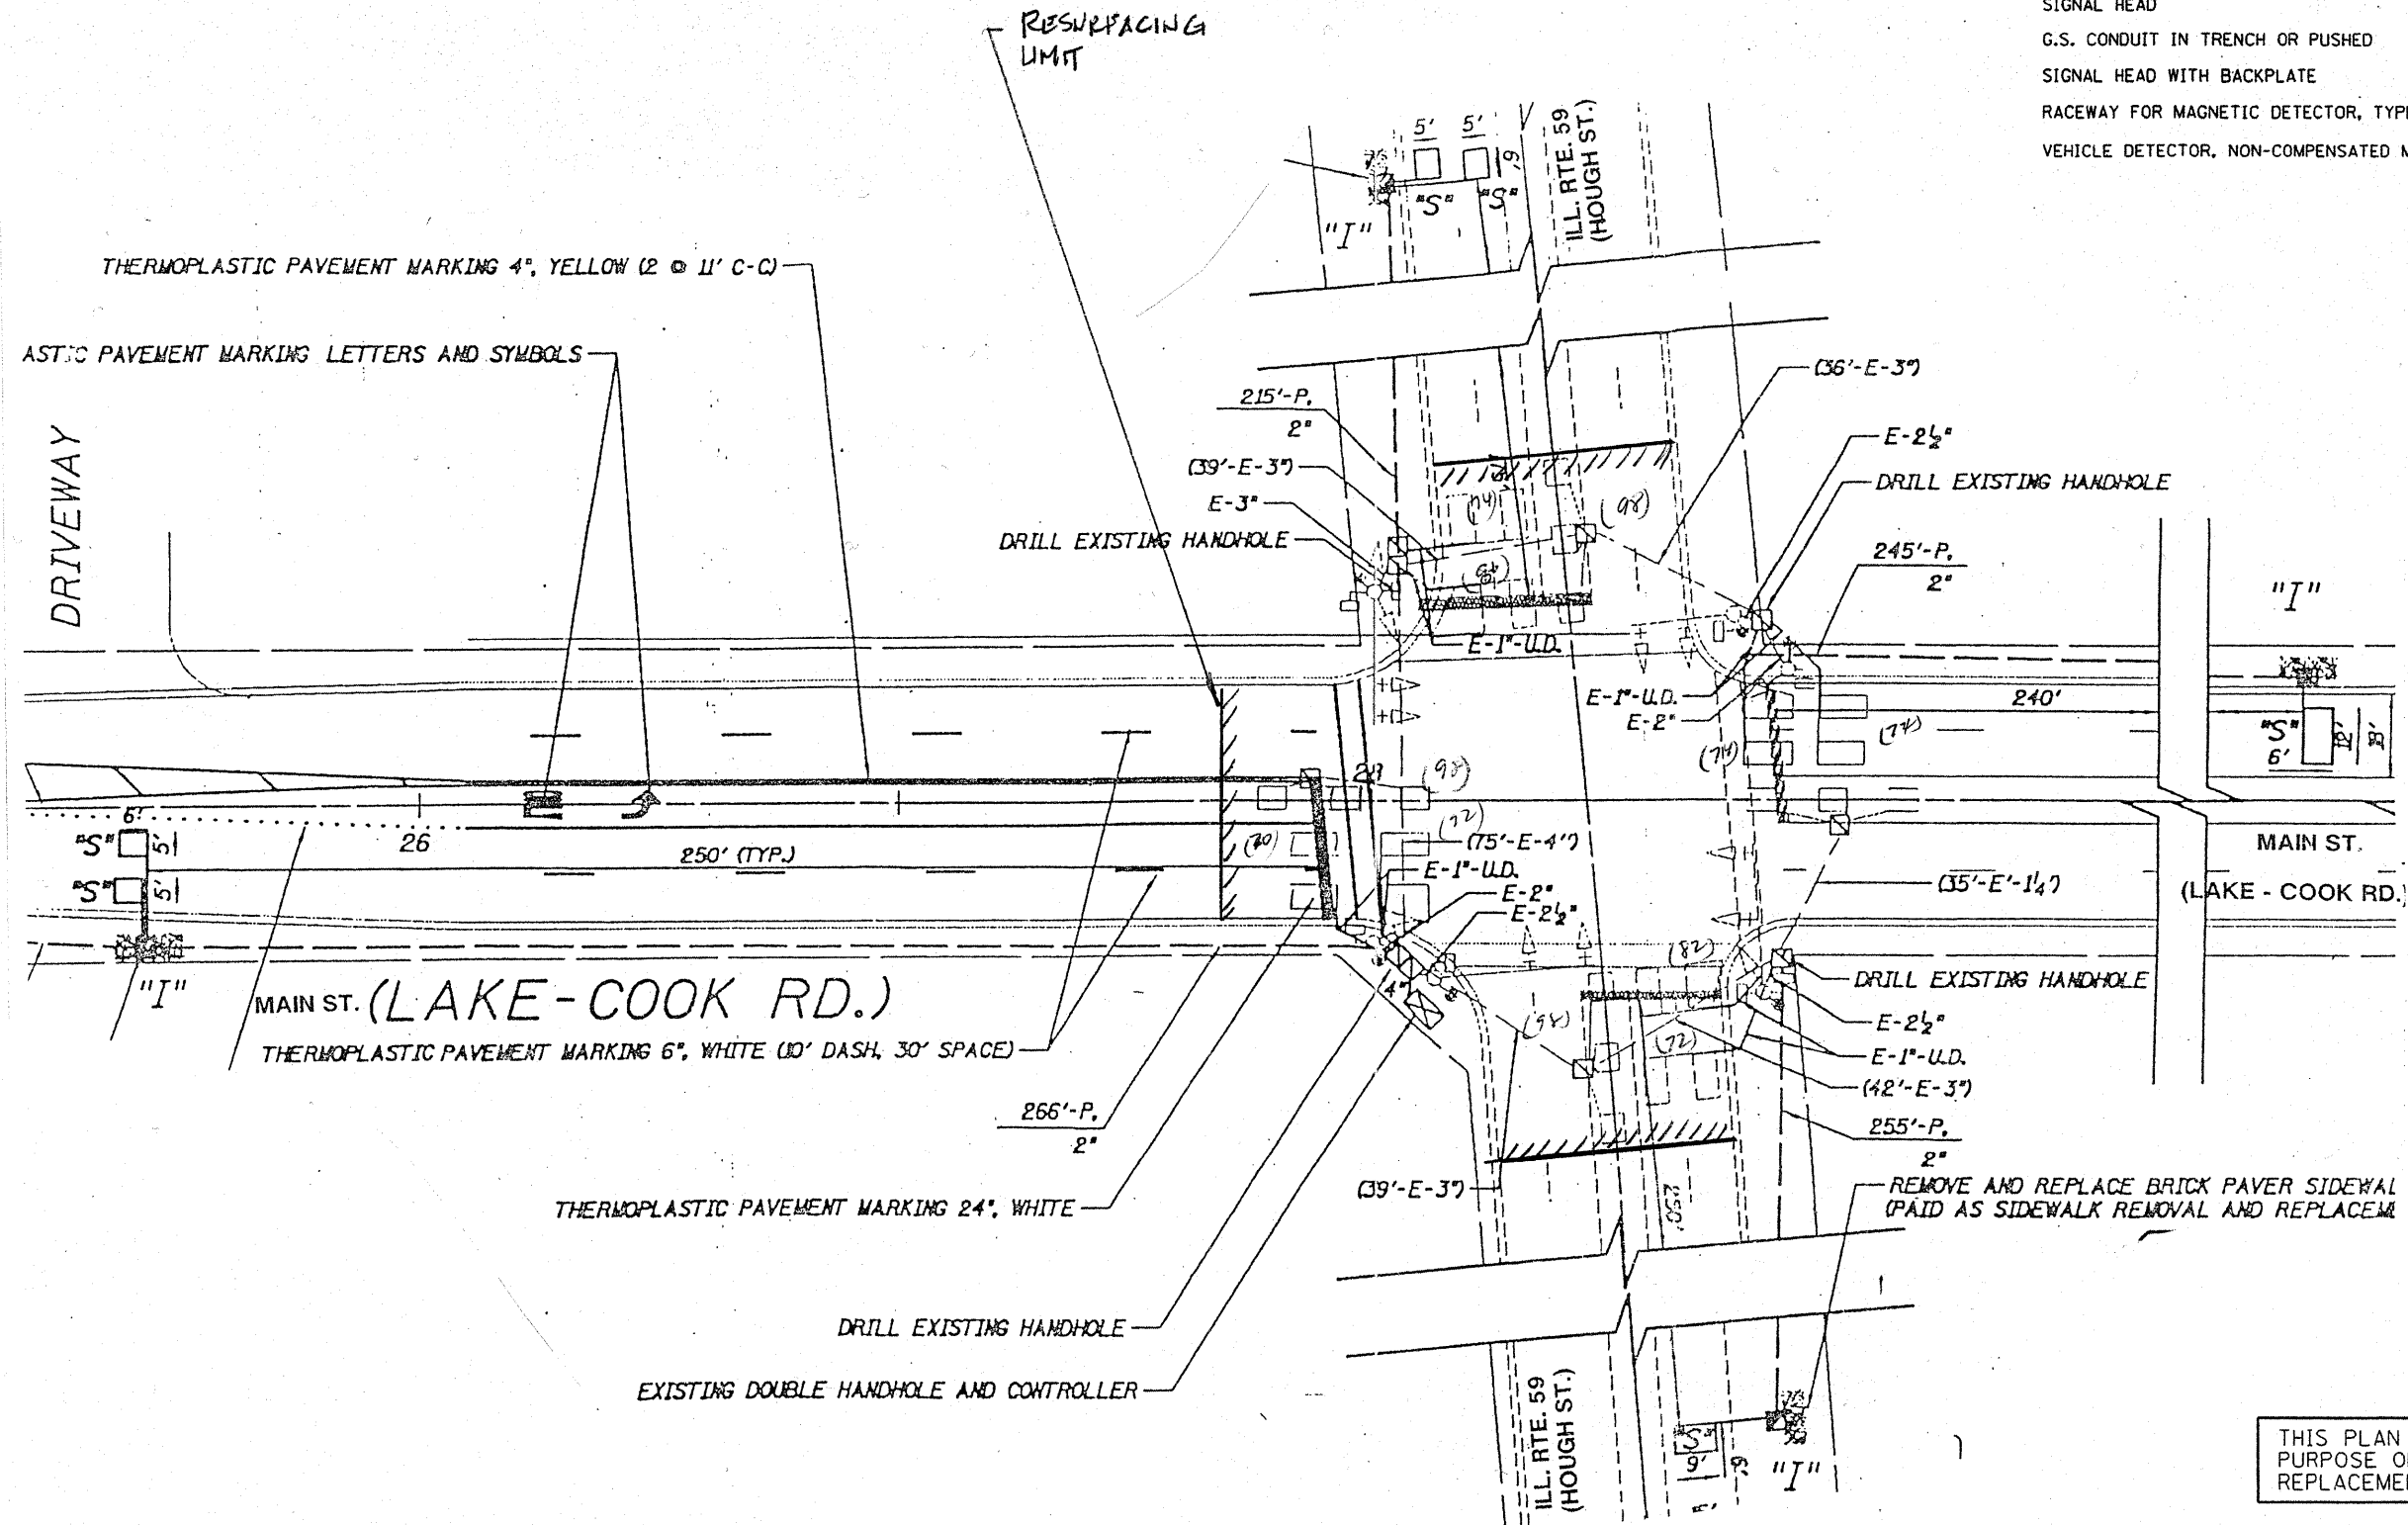 RESURFACING
LIMIT
SIGNAL HEAD
G.S. CONDUIT IN TRENCH OR PUSHED
SIGNAL HEAD WITH BACKPLATE
RACEWAY FOR MAGNETIC DETECTOR, TYP
VEHICLE DETECTOR, NON-COMPENSATED M
5' 5'
6'
"S" "S"
"I"
ILL. RTE. 59
(HOUGH ST.)
THERMOPLASTIC PAVEMENT MARKING 4", YELLOW (2 @ 11' C-C)
ASTIC PAVEMENT MARKING LETTERS AND SYMBOLS
DRIVEWAY
215'-P.
2"
(39'-E-3")
E-3"
DRILL EXISTING HANDHOLE
(36'-E-3")
E-2½"
DRILL EXISTING HANDHOLE
245'-P.
2"
"I"
(98)
E-1"-U.D.
E-1"-U.D.
E-2"
240'
(74)
(74)
"S"
6'
12'
(98)
(72)
6'
"S" 5'
"S" 5'
26
250' (TYP.)
(75'-E-4")
E-1"-U.D.
E-2"
E-2½"
(35'-E'-1¼")
MAIN ST.
(LAKE - COOK RD.)
"I"
MAIN ST. (LAKE-COOK RD.)
THERMOPLASTIC PAVEMENT MARKING 6", WHITE (10' DASH, 30' SPACE)
4"
(82)
(98)
(72)
DRILL EXISTING HANDHOLE
E-2½"
E-1"-U.D.
(42'-E-3")
266'-P.
2"
255'-P.
2"
(39'-E-3")
250'
THERMOPLASTIC PAVEMENT MARKING 24", WHITE
REMOVE AND REPLACE BRICK PAVER SIDEWAL
(PAID AS SIDEWALK REMOVAL AND REPLACEM
DRILL EXISTING HANDHOLE
EXISTING DOUBLE HANDHOLE AND CONTROLLER
ILL. RTE. 59
(HOUGH ST.)
"S"
9'
6'
"I"
THIS PLAN
PURPOSE O
REPLACEME